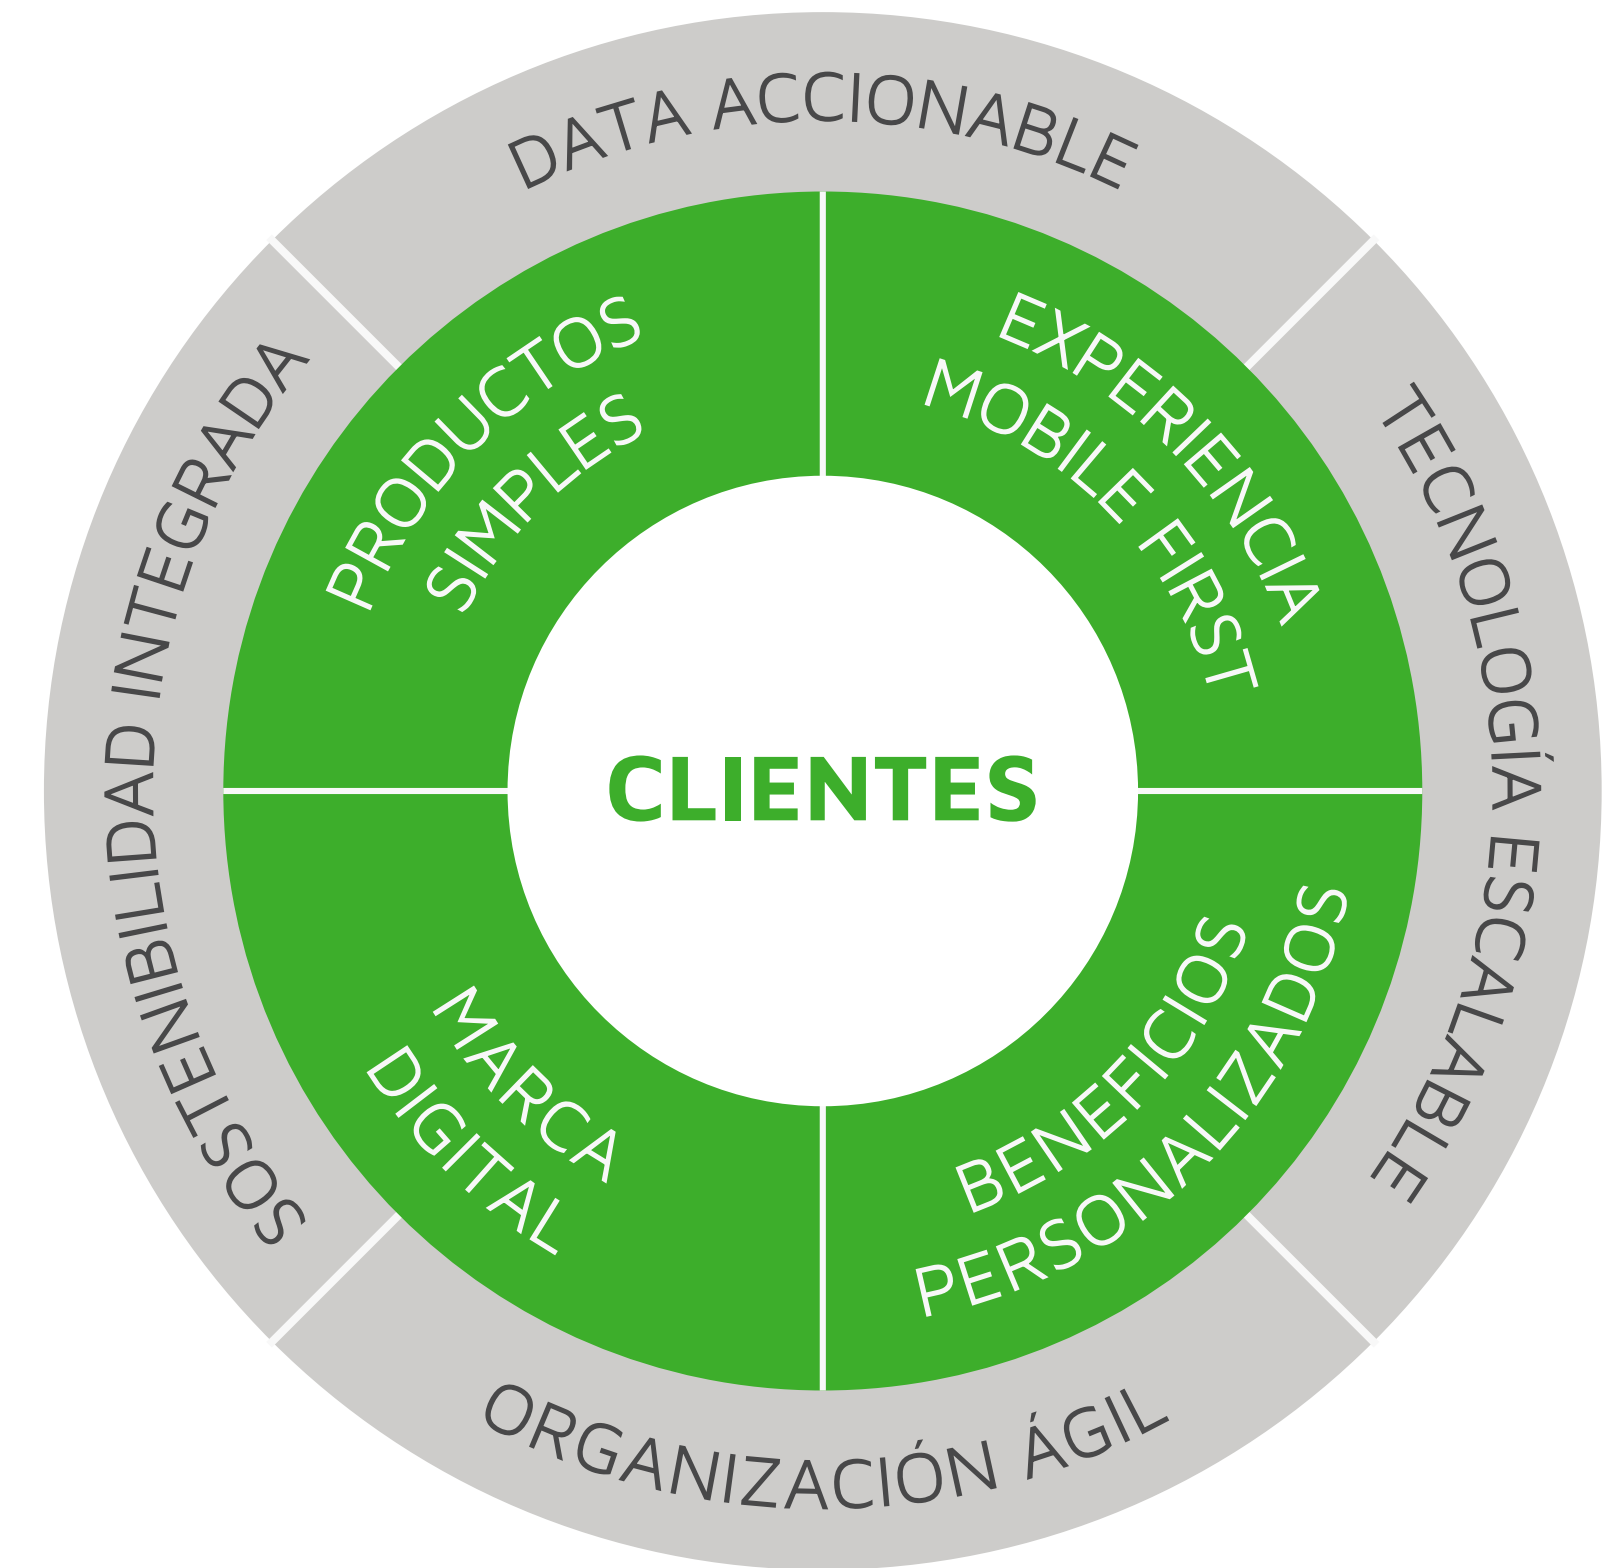 DATA ACCIONABLE
TECNOLOGÍA ESCALABLE
ORGANIZACIÓN ÁGIL
SOSTENIBILIDAD INTEGRADA
PRODUCTOS
SIMPLES
EXPERIENCIA
MOBILE FIRST
BENEFICIOS
PERSONALIZADOS
MARCA
DIGITAL
CLIENTES